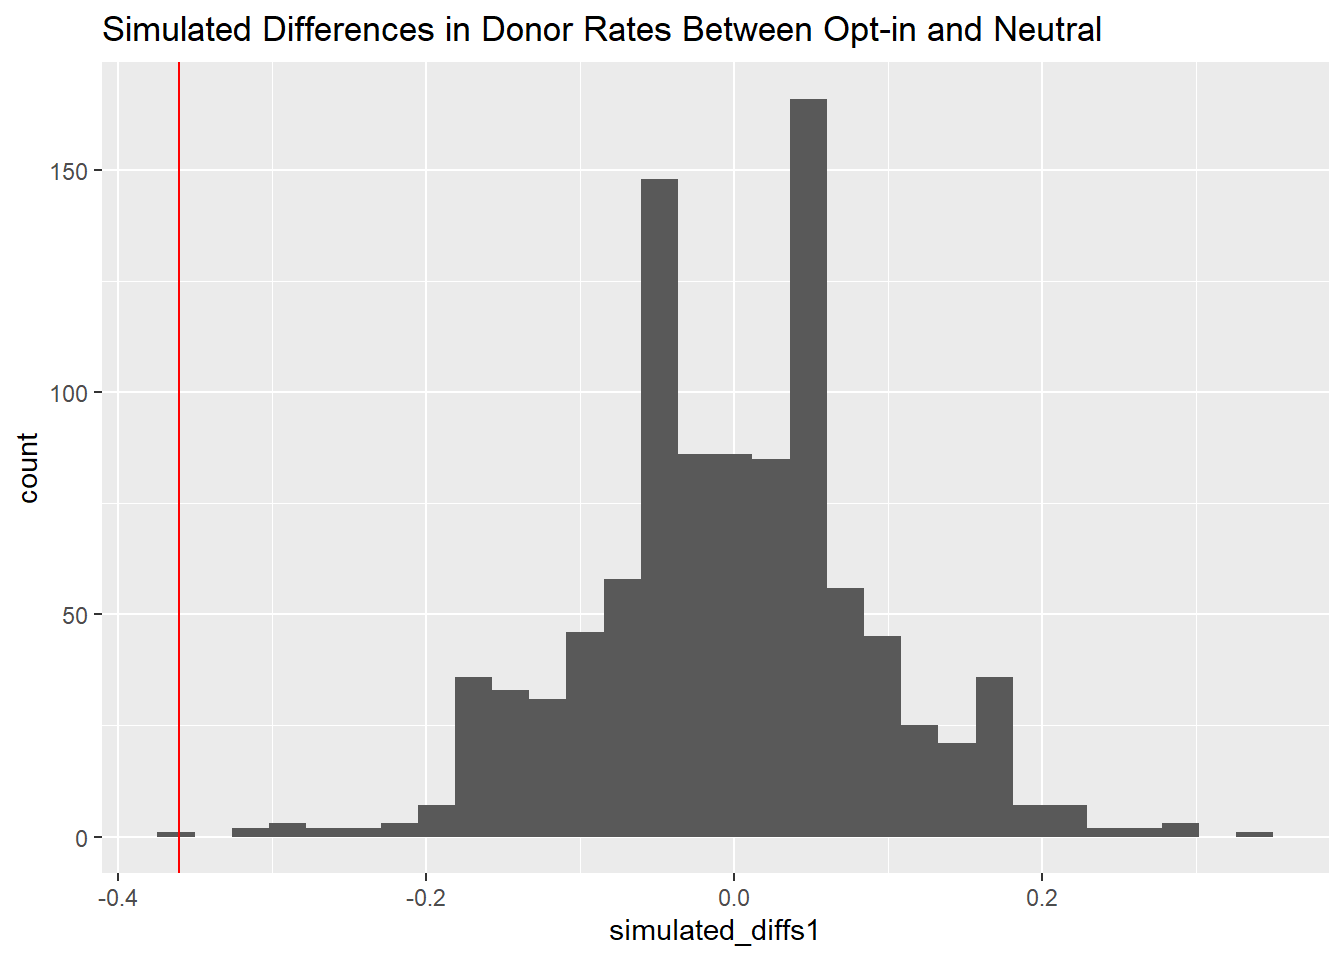 Simulated Differences in Donor Rates Between Opt-in and Neutral
150
100
50
0
count
-0.4
-0.2
0.0
0.2
simulated_diffs1